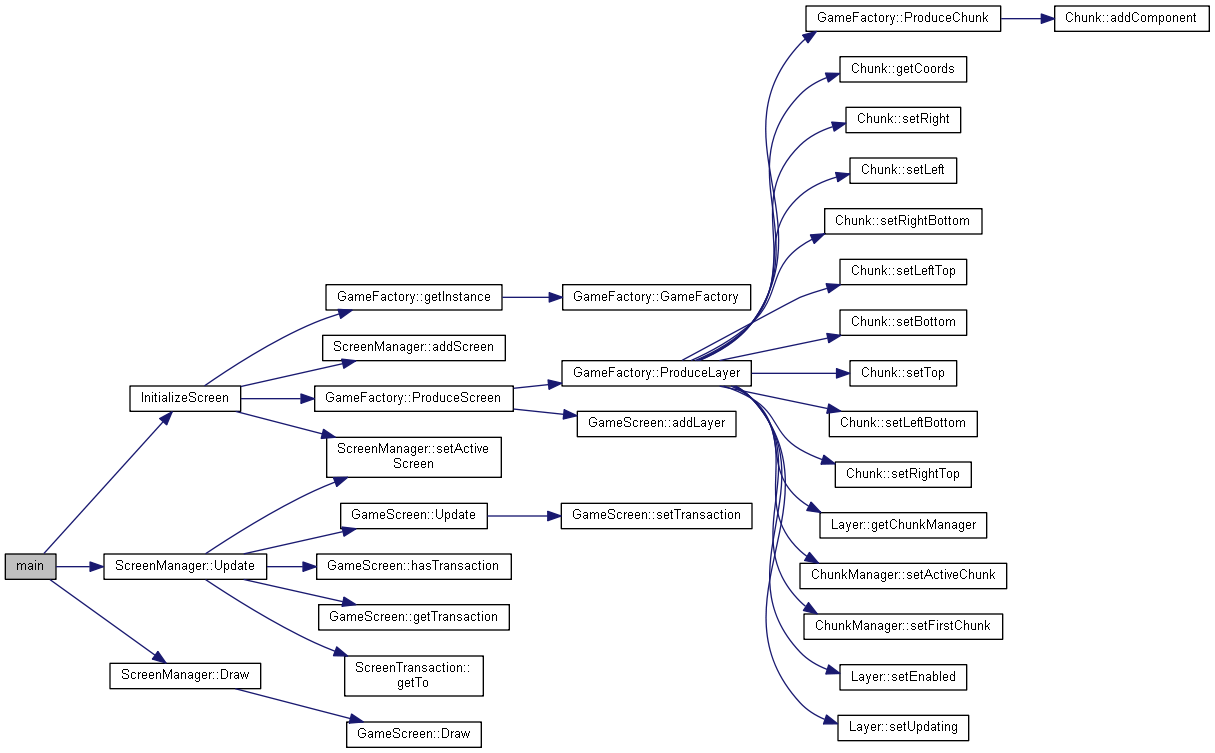 GameFactory::ProduceChunk
Chunk::addComponent
Chunk::getCoords
Chunk::setRight
Chunk::setLeft
Chunk::setRightBottom
Chunk::setLeftTop
GameFactory::getInstance
GameFactory::GameFactory
Chunk::setBottom
ScreenManager::addScreen
GameFactory::ProduceLayer
Chunk::setTop
InitializeScreen
GameFactory::ProduceScreen
GameScreen::addLayer
Chunk::setLeftBottom
ScreenManager::setActive
Screen
Chunk::setRightTop
GameScreen::Update
GameScreen::setTransaction
Layer::getChunkManager
main
ScreenManager::Update
GameScreen::hasTransaction
ChunkManager::setActiveChunk
GameScreen::getTransaction
ChunkManager::setFirstChunk
ScreenManager::Draw
ScreenTransaction::
getTo
Layer::setEnabled
GameScreen::Draw
Layer::setUpdating